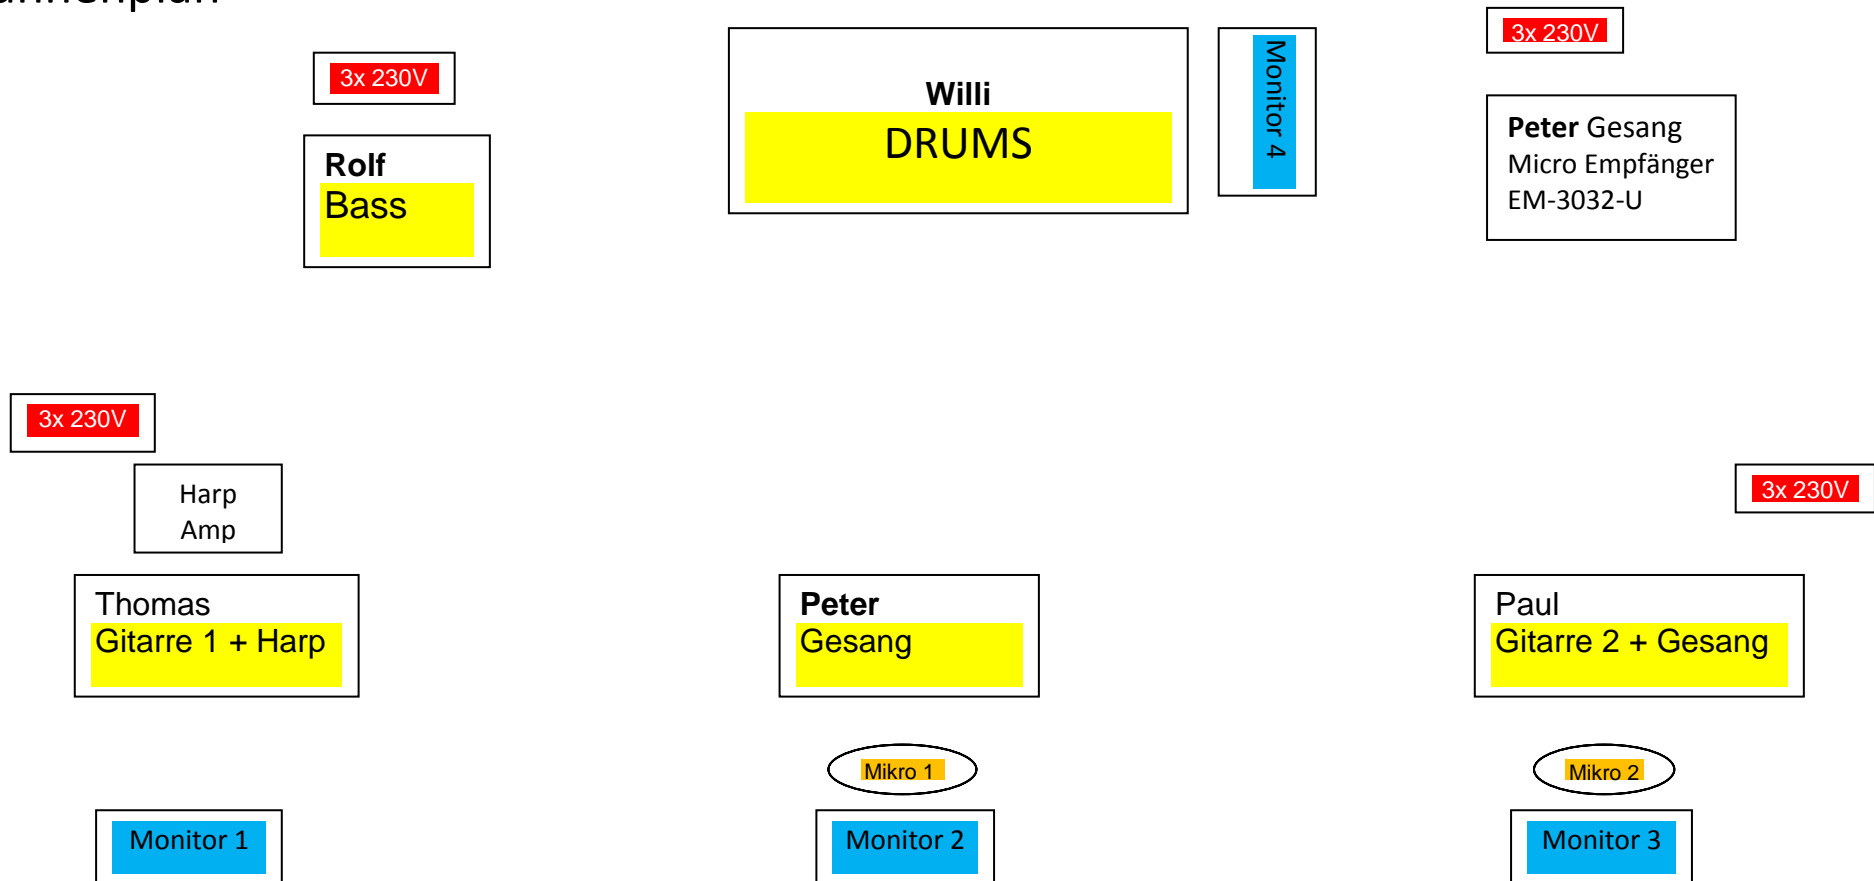 3x 230V
3x 230V
Willi
DRUMS
Monitor 4
Rolf
Bass
Peter Gesang
Micro Empfänger
EM-3032-U
3x 230V
Harp
Amp
3x 230V
Thomas
Gitarre 1 + Harp
Peter
Gesang
Paul
Gitarre 2 + Gesang
Mikro 1
Mikro 2
Monitor 1
Monitor 2
Monitor 3